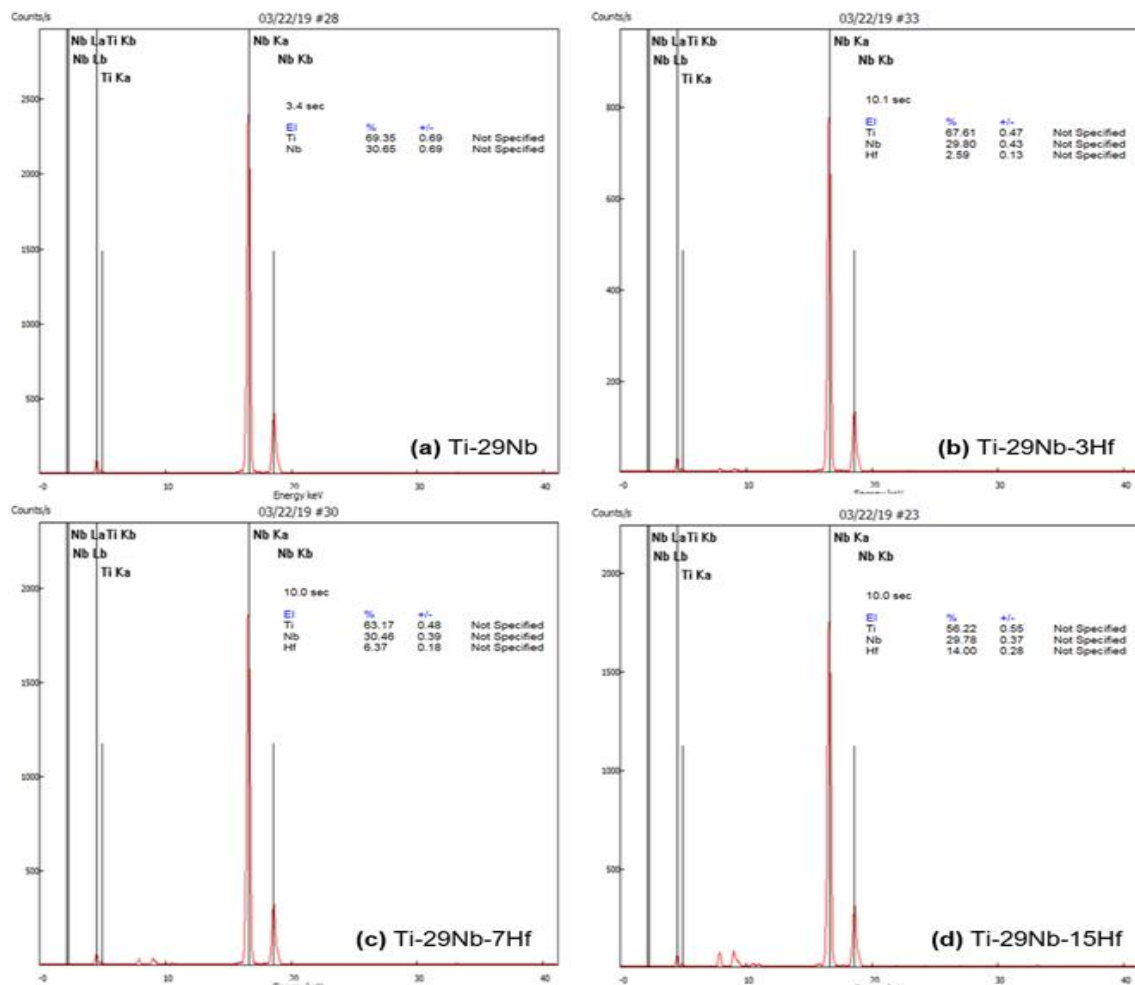 Counts/s
03/22/19 #28
Nb La Ti Kb
Nb Ka
Nb Lb
Nb Kb
Ti Ka
2500
3.4 sec
El % +/-
Ti 69.35 0.69 Not Specified
Nb 30.65 0.69 Not Specified
2000
1500
1000
500
(a) Ti-29Nb
-0 10 20 30 40
Energy keV
Counts/s
03/22/19 #33
Nb La Ti Kb
Nb Ka
Nb Lb
Nb Kb
Ti Ka
10.1 sec
800
El % +/-
Ti 67.61 0.47 Not Specified
Nb 29.80 0.43 Not Specified
Hf 2.59 0.13 Not Specified
600
400
200
(b) Ti-29Nb-3Hf
-0 10 20 30 40
Energy keV
Counts/s
03/22/19 #30
Nb La Ti Kb
Nb Ka
Nb Lb
Nb Kb
Ti Ka
2000
10.0 sec
El % +/-
Ti 63.17 0.48 Not Specified
Nb 30.46 0.39 Not Specified
Hf 6.37 0.18 Not Specified
1500
1000
500
(c) Ti-29Nb-7Hf
-0 10 20 30 40
Energy keV
Counts/s
03/22/19 #23
Nb La Ti Kb
Nb Ka
Nb Lb
Nb Kb
Ti Ka
2000
10.0 sec
El % +/-
Ti 56.22 0.55 Not Specified
Nb 29.78 0.37 Not Specified
Hf 14.00 0.28 Not Specified
1500
1000
500
(d) Ti-29Nb-15Hf
-0 10 20 30 40
Energy keV